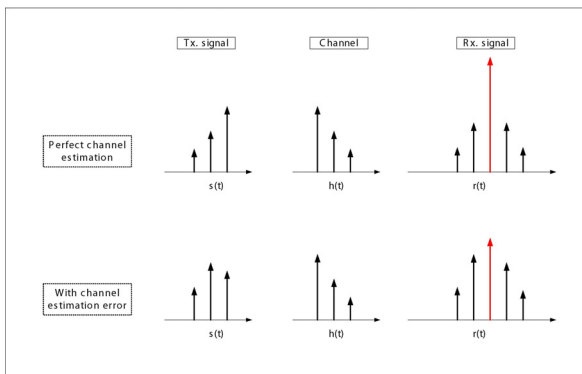 Tx. signal
Channel
Rx. signal
Perfect channel
estimation
s(t)
h(t)
r(t)
With channel
estimation error
s(t)
h(t)
r(t)